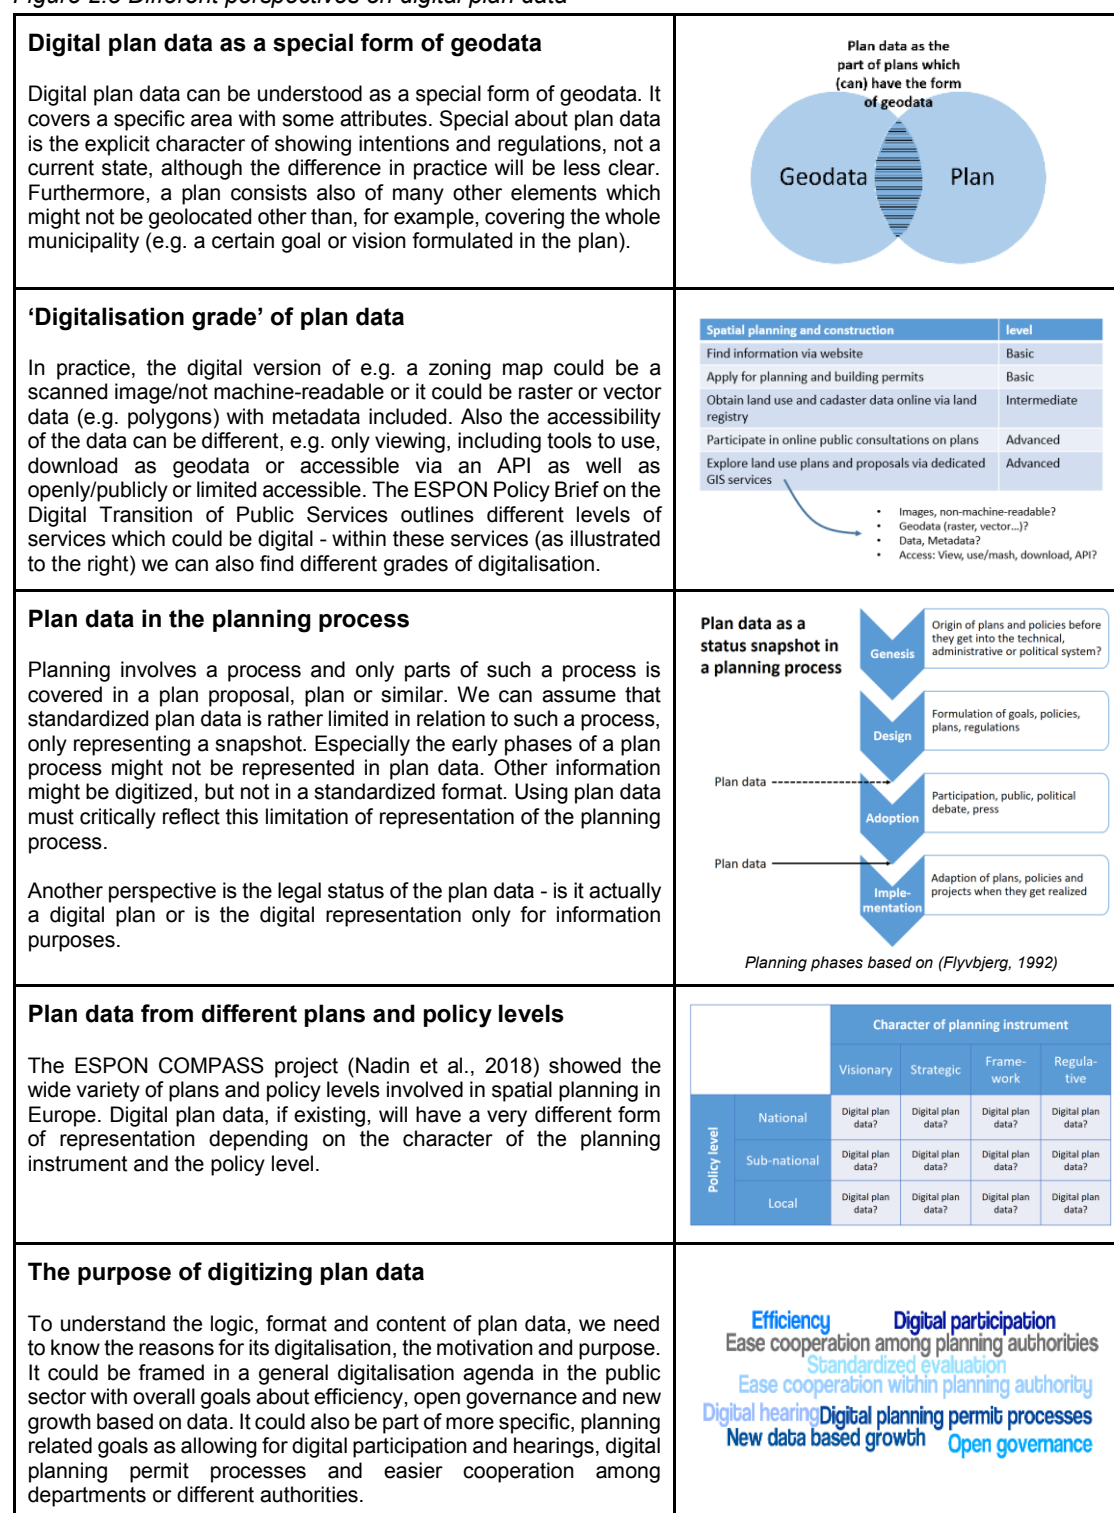 Figure 2.3 Different perspectives on digital plan data
Digital plan data as a special form of geodata
Digital plan data can be understood as a special form of geodata. It
covers a specific area with some attributes. Special about plan data
is the explicit character of showing intentions and regulations, not a
current state, although the difference in practice will be less clear.
Furthermore, a plan consists also of many other elements which
might not be geolocated other than, for example, covering the whole
municipality (e.g. a certain goal or vision formulated in the plan).
Plan data as the
part of plans which
(can) have the form
of geodata
Geodata
Plan
‘Digitalisation grade’ of plan data
In practice, the digital version of e.g. a zoning map could be a
scanned image/not machine-readable or it could be raster or vector
data (e.g. polygons) with metadata included. Also the accessibility
of the data can be different, e.g. only viewing, including tools to use,
download as geodata or accessible via an API as well as
openly/publicly or limited accessible. The ESPON Policy Brief on the
Digital Transition of Public Services outlines different levels of
services which could be digital - within these services (as illustrated
to the right) we can also find different grades of digitalisation.
Spatial planning and construction level
Find information via website Basic
Apply for planning and building permits Basic
Obtain land use and cadaster data online via land Intermediate
registry
Participate in online public consultations on plans Advanced
Explore land use plans and proposals via dedicated Advanced
GIS services
• Images, non-machine-readable?
• Geodata (raster, vector...)?
• Data, Metadata?
• Access: View, use/mash, download, API?
Plan data in the planning process
Planning involves a process and only parts of such a process is
covered in a plan proposal, plan or similar. We can assume that
standardized plan data is rather limited in relation to such a process,
only representing a snapshot. Especially the early phases of a plan
process might not be represented in plan data. Other information
might be digitized, but not in a standardized format. Using plan data
must critically reflect this limitation of representation of the planning
process.
Another perspective is the legal status of the plan data - is it actually
a digital plan or is the digital representation only for information
purposes.
Plan data as a
status snapshot in
a planning process
Genesis
Origin of plans and policies before
they get into the technical,
administrative or political system?
Design
Formulation of goals, policies,
plans, regulations
Plan data
Adoption
Participation, public, political
debate, press
Plan data
Imple-
mentation
Adaption of plans, policies and
projects when they get realized
Planning phases based on (Flyvbjerg, 1992)
Plan data from different plans and policy levels
The ESPON COMPASS project (Nadin et al., 2018) showed the
wide variety of plans and policy levels involved in spatial planning in
Europe. Digital plan data, if existing, will have a very different form
of representation depending on the character of the planning
instrument and the policy level.
Character of planning instrument
Visionary Strategic Frame-work Regula-tive
Policy level
National Digital plan data? Digital plan data? Digital plan data? Digital plan data?
Sub-national Digital plan data? Digital plan data? Digital plan data? Digital plan data?
Local Digital plan data? Digital plan data? Digital plan data? Digital plan data?
The purpose of digitizing plan data
To understand the logic, format and content of plan data, we need
to know the reasons for its digitalisation, the motivation and purpose.
It could be framed in a general digitalisation agenda in the public
sector with overall goals about efficiency, open governance and new
growth based on data. It could also be part of more specific, planning
related goals as allowing for digital participation and hearings, digital
planning permit processes and easier cooperation among
departments or different authorities.
Efficiency Digital participation
Ease cooperation among planning authorities
Standardized evaluation
Ease cooperation within planning authority
Digital hearing Digital planning permit processes
New data based growth Open governance